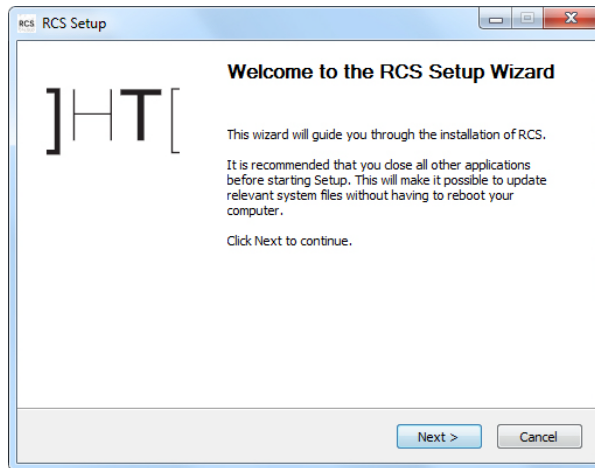 RCS RCS Setup
]HT[
Welcome to the RCS Setup Wizard
This wizard will guide you through the installation of RCS.
It is recommended that you close all other applications
before starting Setup. This will make it possible to update
relevant system files without having to reboot your
computer.
Click Next to continue.
Next > Cancel